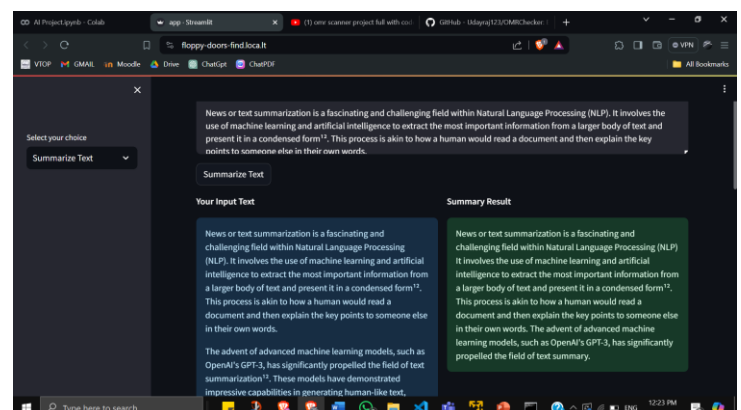 AI Project.ipynb - Colab
app · Streamlit
(1) omr scanner project full with cod
GitHub - Udayraj123/OMRChecker:
floppy-doors-find.loca.lt
VPN
VTOP
GMAIL
Moodle
Drive
ChatGpt
ChatPDF
All Bookmarks
Select your choice
Summarize Text
News or text summarization is a fascinating and challenging field within Natural Language Processing (NLP). It involves the
use of machine learning and artificial intelligence to extract the most important information from a larger body of text and
present it in a condensed form¹². This process is akin to how a human would read a document and then explain the key
points to someone else in their own words.
Summarize Text
Your Input Text
News or text summarization is a fascinating and
challenging field within Natural Language Processing
(NLP). It involves the use of machine learning and artificial
intelligence to extract the most important information from
a larger body of text and present it in a condensed form¹².
This process is akin to how a human would read a
document and then explain the key points to someone else
in their own words.
The advent of advanced machine learning models, such as
OpenAI's GPT-3, has significantly propelled the field of text
summarization¹². These models have demonstrated
impressive capabilities in generating human-like text,
Summary Result
News or text summarization is a fascinating and
challenging field within Natural Language Processing (NLP)
It involves the use of machine learning and artificial
intelligence to extract the most important information from
a larger body of text and present it in a condensed form¹².
This process is akin to how a human would read a
document and then explain the key points to someone else
in their own words. The advent of advanced machine
learning models, such as OpenAI's GPT-3, has significantly
propelled the field of text summary.
Type here to search
ENG
12:23 PM